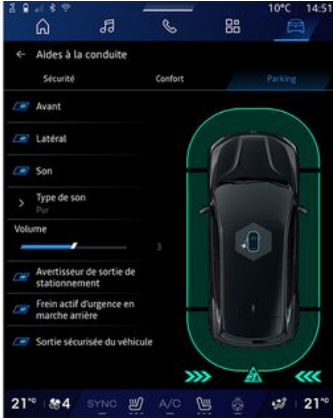 10°C 14:51
Aides à la conduite
Sécurité Confort Parking
Avant
Latéral
Son
Type de son
Pur
Volume
3
Avertisseur de sortie de
stationnement
Frein actif d'urgence en
marche arrière
Sortie sécurisée du véhicule
21° 4 SYNC A/C 21°